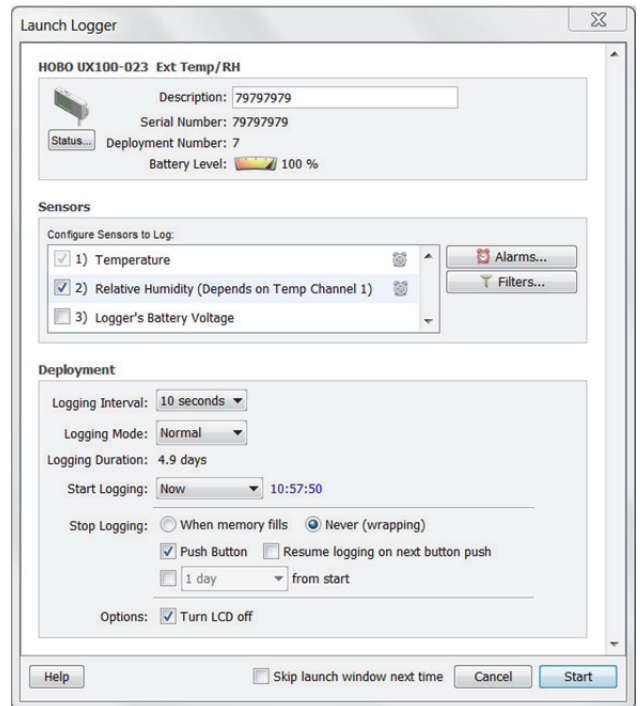 Launch Logger
HOBO UX100-023 Ext Temp/RH
Description: 79797979
Serial Number: 79797979
Status... Deployment Number: 7
Battery Level: 100 %
Sensors
Configure Sensors to Log:
1) Temperature
Alarms...
2) Relative Humidity (Depends on Temp Channel 1)
Filters...
3) Logger's Battery Voltage
Deployment
Logging Interval: 10 seconds
Logging Mode: Normal
Logging Duration: 4.9 days
Start Logging: Now 10:57:50
Stop Logging: When memory fills Never (wrapping)
Push Button Resume logging on next button push
1 day from start
Options: Turn LCD off
Help Skip launch window next time Cancel Start